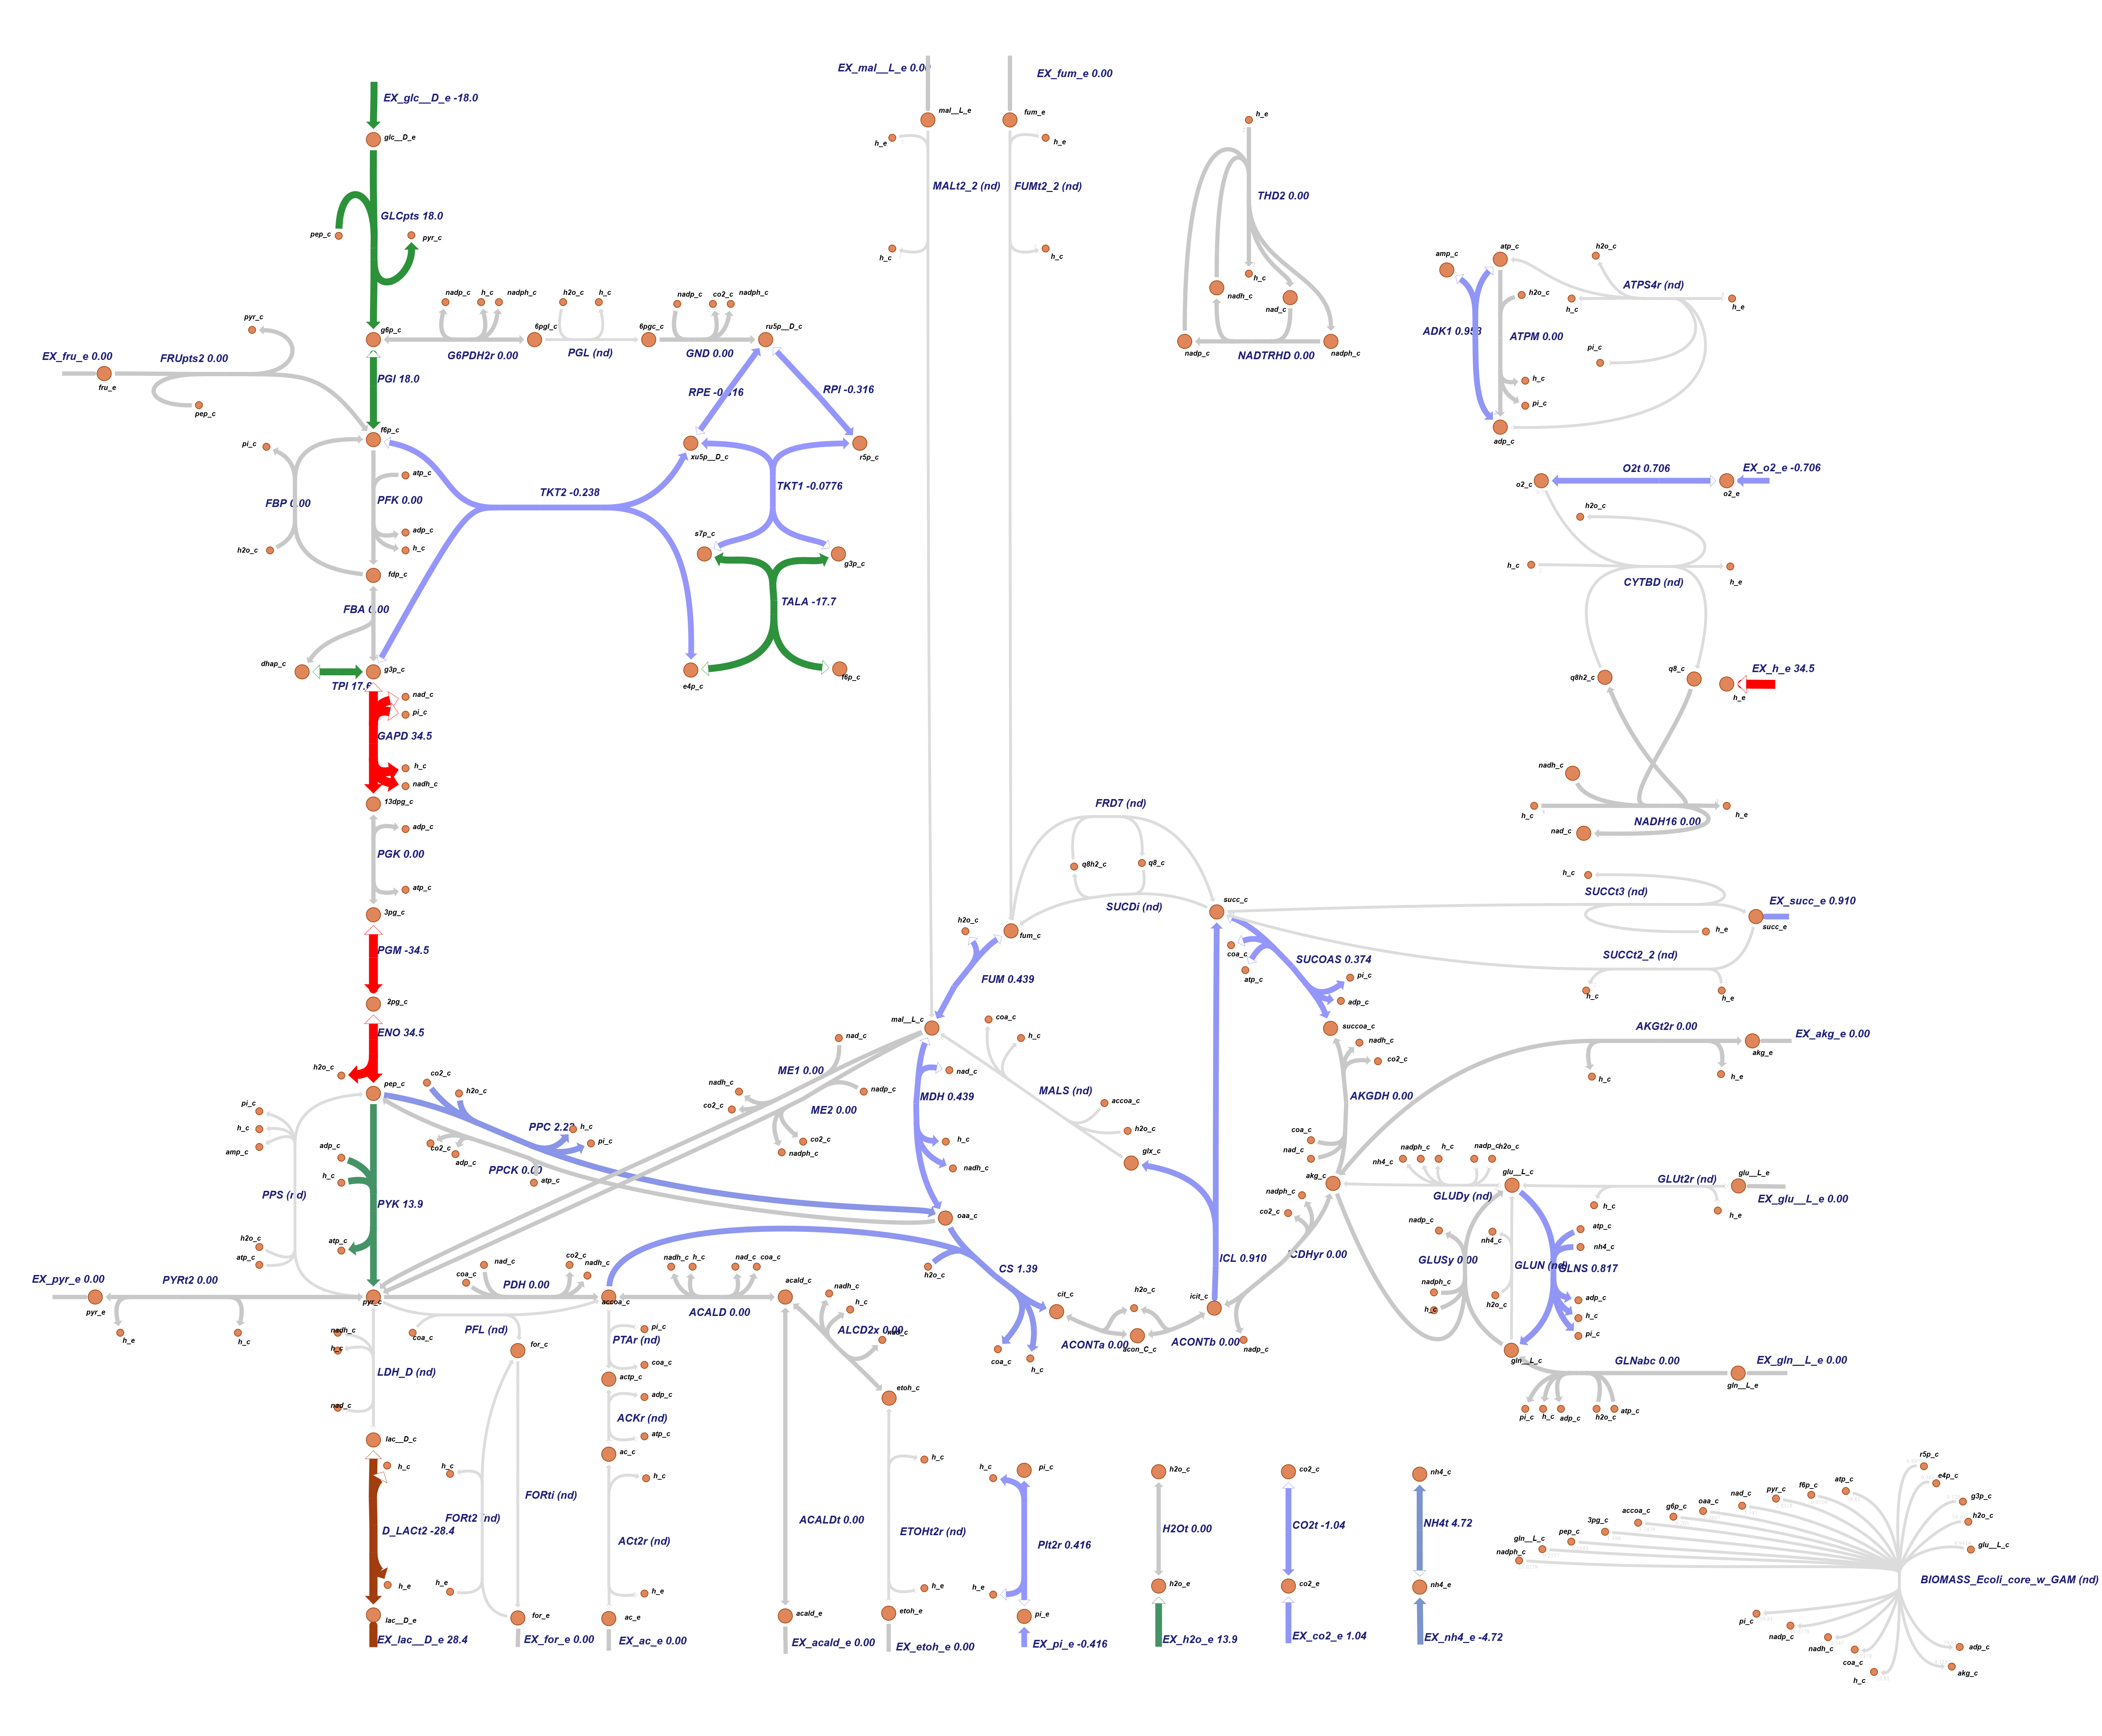 EX_mal__L_e 0.00
EX_fum_e 0.00
EX_glc__D_e -18.0
mal__L_e
fum_e
h_e
h_e
h_e
glc__D_e
MALt2_2 (nd)
FUMt2_2 (nd)
THD2 0.00
GLCpts 18.0
pep_c
pyr_c
h_c
h_c
h_c
nadh_c
nad_c
nadp_c
nadph_c
NADTRHD 0.00
amp_c
atp_c
h2o_c
ATPS4r (nd)
h2o_c
h_c
h_e
ADK1
ATPM 0.00
pi_c
h_c
pi_c
adp_c
nadp_c
h_c
nadph_c
h2o_c
h_c
nadp_c
co2_c
nadph_c
g6p_c
G6PDH2r 0.00
6pgl_c
PGL (nd)
6pgc_c
GND 0.00
ru5p__D_c
pyr_c
EX_fru_e 0.00
FRUpts2 0.00
fru_e
pep_c
PGI 18.0
RPE
RPI -0.316
f6p_c
pi_c
xu5p__D_c
r5p_c
atp_c
FBP 0.00
PFK 0.00
TKT2 -0.238
TKT1 -0.0776
adp_c
h2o_c
h_c
fdp_c
s7p_c
g3p_c
FBA 0.00
TALA -17.7
dhap_c
g3p_c
TPI
e4p_c
f6p_c
O2t 0.706
EX_o2_e -0.706
o2_c
o2_e
h2o_c
h_c
CYTBD (nd)
h_e
q8h2_c
q8_c
EX_h_e 34.5
h_e
nadh_c
h_c
NADH16 0.00
h_e
nad_c
nad_c
pi_c
GAPD 34.5
h_c
nadh_c
13dpg_c
adp_c
PGK 0.00
atp_c
3pg_c
PGM -34.5
2pg_c
ENO 34.5
h2o_c
pep_c
FRD7 (nd)
q8h2_c
q8_c
SUCDi (nd)
succ_c
h_c
SUCCt3 (nd)
EX_succ_e 0.910
succ_e
h_e
SUCCt2_2 (nd)
h_c
h_e
h2o_c
fum_c
FUM 0.439
coa_c
atp_c
SUCOAS 0.374
pi_c
adp_c
succoa_c
mal__L_c
coa_c
h_c
nadh_c
co2_c
AKGt2r 0.00
EX_akg_e 0.00
akg_e
h_c
h_e
nad_c
ME1 0.00
nadh_c
co2_c
nadp_c
ME2 0.00
co2_c
nadph_c
nad_c
MDH 0.439
MALS (nd)
accoa_c
AKGDH 0.00
h_c
nadh_c
h2o_c
glx_c
coa_c
nad_c
akg_c
co2_c
h2o_c
PPC
h_c
pi_c
co2_c
adp_c
PPCK 0.00
atp_c
pi_c
h_c
amp_c
adp_c
h_c
PPS (nd)
PYK 13.9
h2o_c
atp_c
atp_c
oaa_c
nadph_c
co2_c
nadph_c
h_c
nadp_c
h2o_c
nh4_c
GLUDy (nd)
glu__L_c
GLUt2r (nd)
glu__L_e
EX_glu__L_e 0.00
h_c
h_e
nadp_c
nh4_c
atp_c
nh4_c
GLUSy 0.00
GLUN
GLNS 0.817
nadph_c
h_c
h2o_c
adp_c
h_c
pi_c
gln__L_c
GLNabc 0.00
EX_gln__L_e 0.00
gln__L_e
pi_c
h_c
adp_c
h2o_c
atp_c
EX_pyr_e 0.00
PYRt2 0.00
pyr_e
h_e
h_c
pyr_c
coa_c
nad_c
PDH 0.00
co2_c
nadh_c
accoa_c
nadh_c
h_c
nad_c
coa_c
ACALD 0.00
acald_c
nadh_c
h_c
ALCD2x 0.00
nad_c
h2o_c
CS 1.39
cit_c
coa_c
h_c
h2o_c
ACONTa 0.00
acon_C_c
ACONTb 0.00
icit_c
ICL 0.910
ICDHyr 0.00
nadp_c
nadh_c
h_c
coa_c
PFL (nd)
for_c
PTAr (nd)
pi_c
coa_c
actp_c
adp_c
LDH_D (nd)
nad_c
ACKr (nd)
atp_c
etoh_c
lac__D_c
ac_c
h_c
h_c
h_c
h_c
D_LACt2 -28.4
FORt2 (nd)
FORti (nd)
ACt2r (nd)
ACALDt 0.00
ETOHt2r (nd)
h_e
h_e
h_e
h_e
lac__D_e
for_e
ac_e
acald_e
etoh_e
EX_lac__D_e 28.4
EX_for_e 0.00
EX_ac_e 0.00
EX_acald_e 0.00
EX_etoh_e 0.00
h_c
pi_c
PIt2r 0.416
h_e
pi_e
EX_pi_e -0.416
h2o_c
H2Ot 0.00
h2o_e
EX_h2o_e 13.9
co2_c
CO2t -1.04
co2_e
EX_co2_e 1.04
nh4_c
NH4t 4.72
nh4_e
EX_nh4_e -4.72
r5p_c
e4p_c
atp_c
f6p_c
pyr_c
nad_c
oaa_c
g6p_c
accoa_c
3pg_c
pep_c
gln__L_c
nadph_c
g3p_c
h2o_c
glu__L_c
BIOMASS_Ecoli_core_w_GAM (nd)
pi_c
nadp_c
nadh_c
coa_c
h_c
adp_c
akg_c